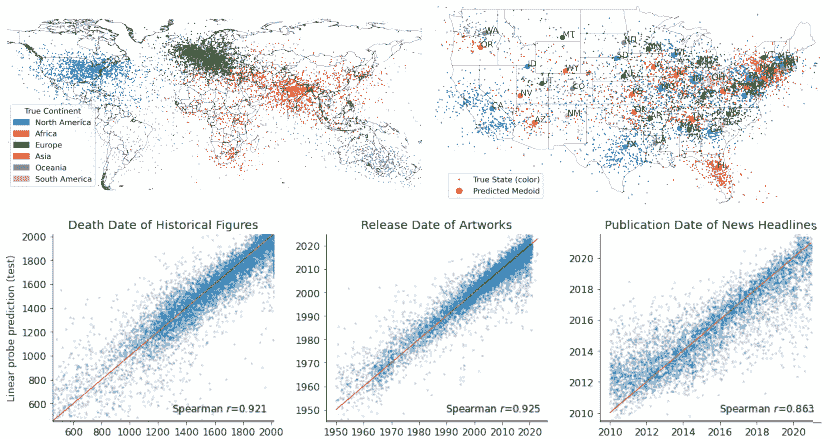 True Continent
North America
Africa
Europe
Asia
Oceania
South America
WA
OR
MT
ID
WY
NV
NM
True State (color)
Predicted Medoid
Death Date of Historical Figures
Release Date of Artworks
Publication Date of News Headlines
Linear probe prediction (test)
2000
1800
1600
1400
1200
1000
800
600
600 800 1000 1200 1400 1600 1800 2000
Spearman r=0.921
2020
2010
2000
1990
1980
1970
1960
1950
1950 1960 1970 1980 1990 2000 2010 2020
Spearman r=0.925
2020
2018
2016
2014
2012
2010
2010 2012 2014 2016 2018 2020
Spearman r=0.863